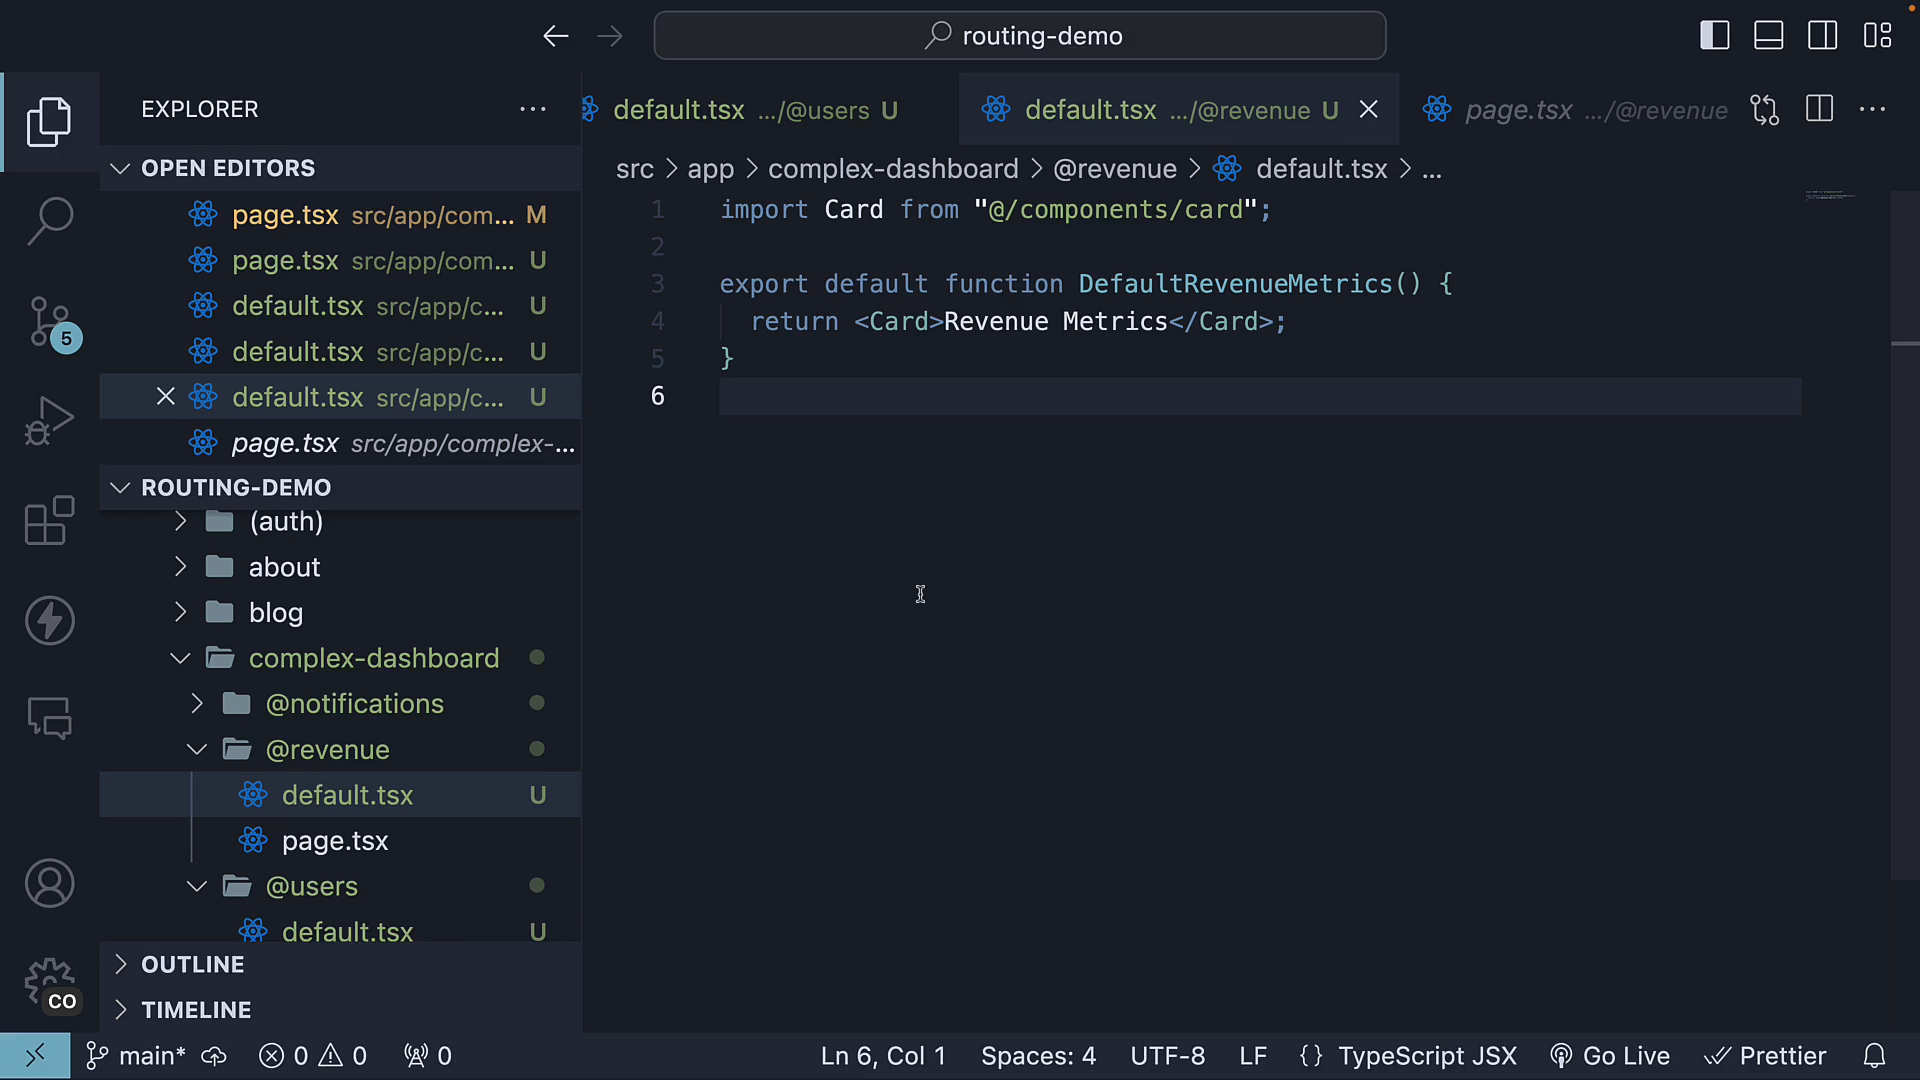 routing-demo
EXPLORER
OPEN EDITORS
page.tsx src/app/com... M
page.tsx src/app/com... U
default.tsx src/app/c... U
default.tsx src/app/c... U
default.tsx src/app/c... U
page.tsx src/app/complex-...
ROUTING-DEMO
(auth)
about
blog
complex-dashboard
@notifications
@revenue
default.tsx U
page.tsx
@users
default.tsx U
OUTLINE
TIMELINE
5
CO
default.tsx .../@users U
default.tsx .../@revenue U
page.tsx .../@revenue
src > app > complex-dashboard > @revenue > default.tsx > ...
1 import Card from "@/components/card";
2
3 export default function DefaultRevenueMetrics() {
4 return <Card>Revenue Metrics</Card>;
5 }
6
main* 0 0 0
Ln 6, Col 1 Spaces: 4 UTF-8 LF {} TypeScript JSX Go Live Prettier